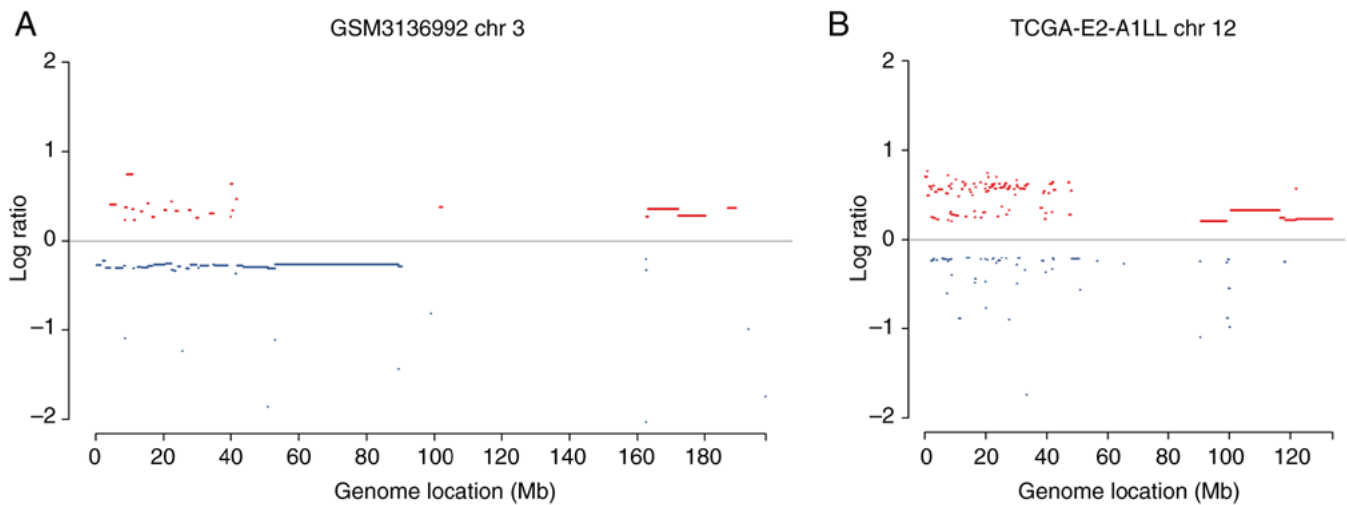 A
GSM3136992 chr 3
2
1
0
−1
−2
Log ratio
0 20 40 60 80 100 120 140 160 180
Genome location (Mb)
B
TCGA-E2-A1LL chr 12
2
1
0
−1
−2
Log ratio
0 20 40 60 80 100 120
Genome location (Mb)